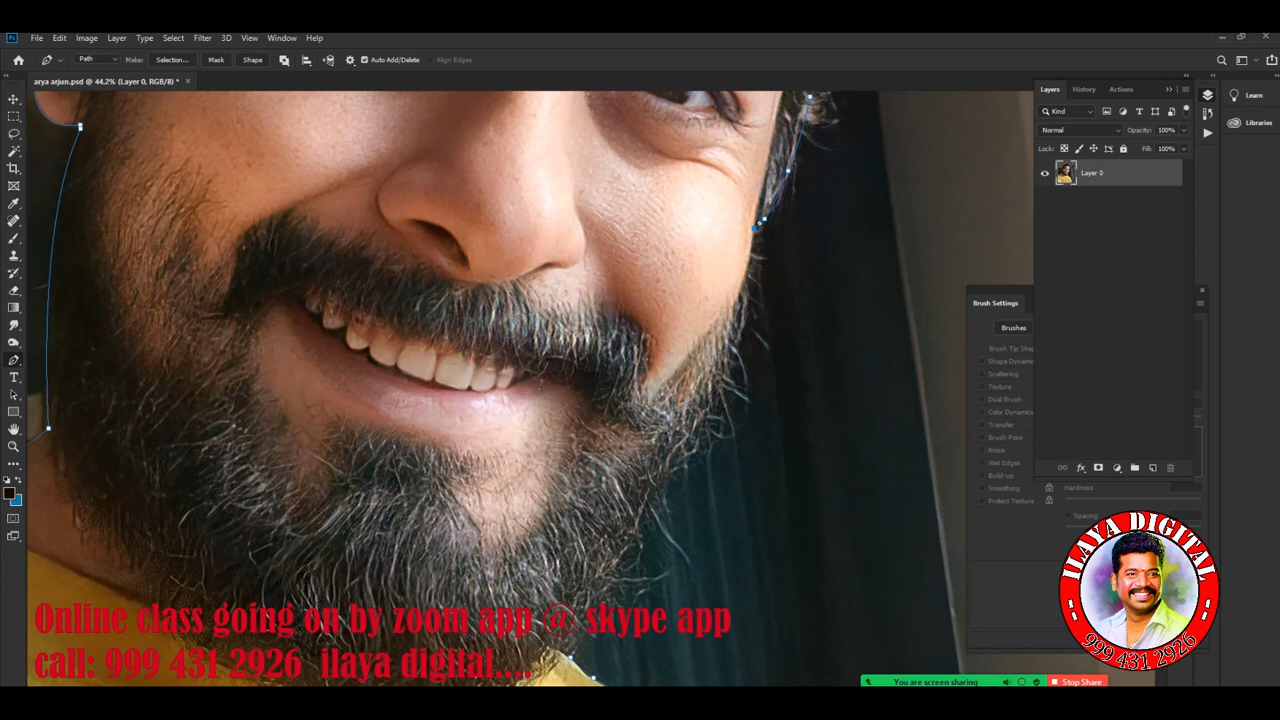 File Edit Image Layer Type Select Filter 3D View Window Help
Path Make: Selection... Mask Shape Auto Add/Delete Align Edges
arya arjun.psd @ 44.2% (Layer 0, RGB/8) *
Layers History Actions
Learn
Kind
Libraries
Normal Opacity: 100%
Lock: Fill: 100%
Layer 0
Brush Settings
Brushes
Brush Tip Shap
Shape Dynamic
Scattering
Texture
Dual Brush
Color Dynamics
Transfer
Brush Pose
Noise
Wet Edges
Build-up
Smoothing
Protect Texture
Hardness
Spacing
ILAYA DIGITAL
999 431 2926
Online class going on by zoom app @ skype app
call: 999 431 2926 ilaya digital....
You are screen sharing Stop Share